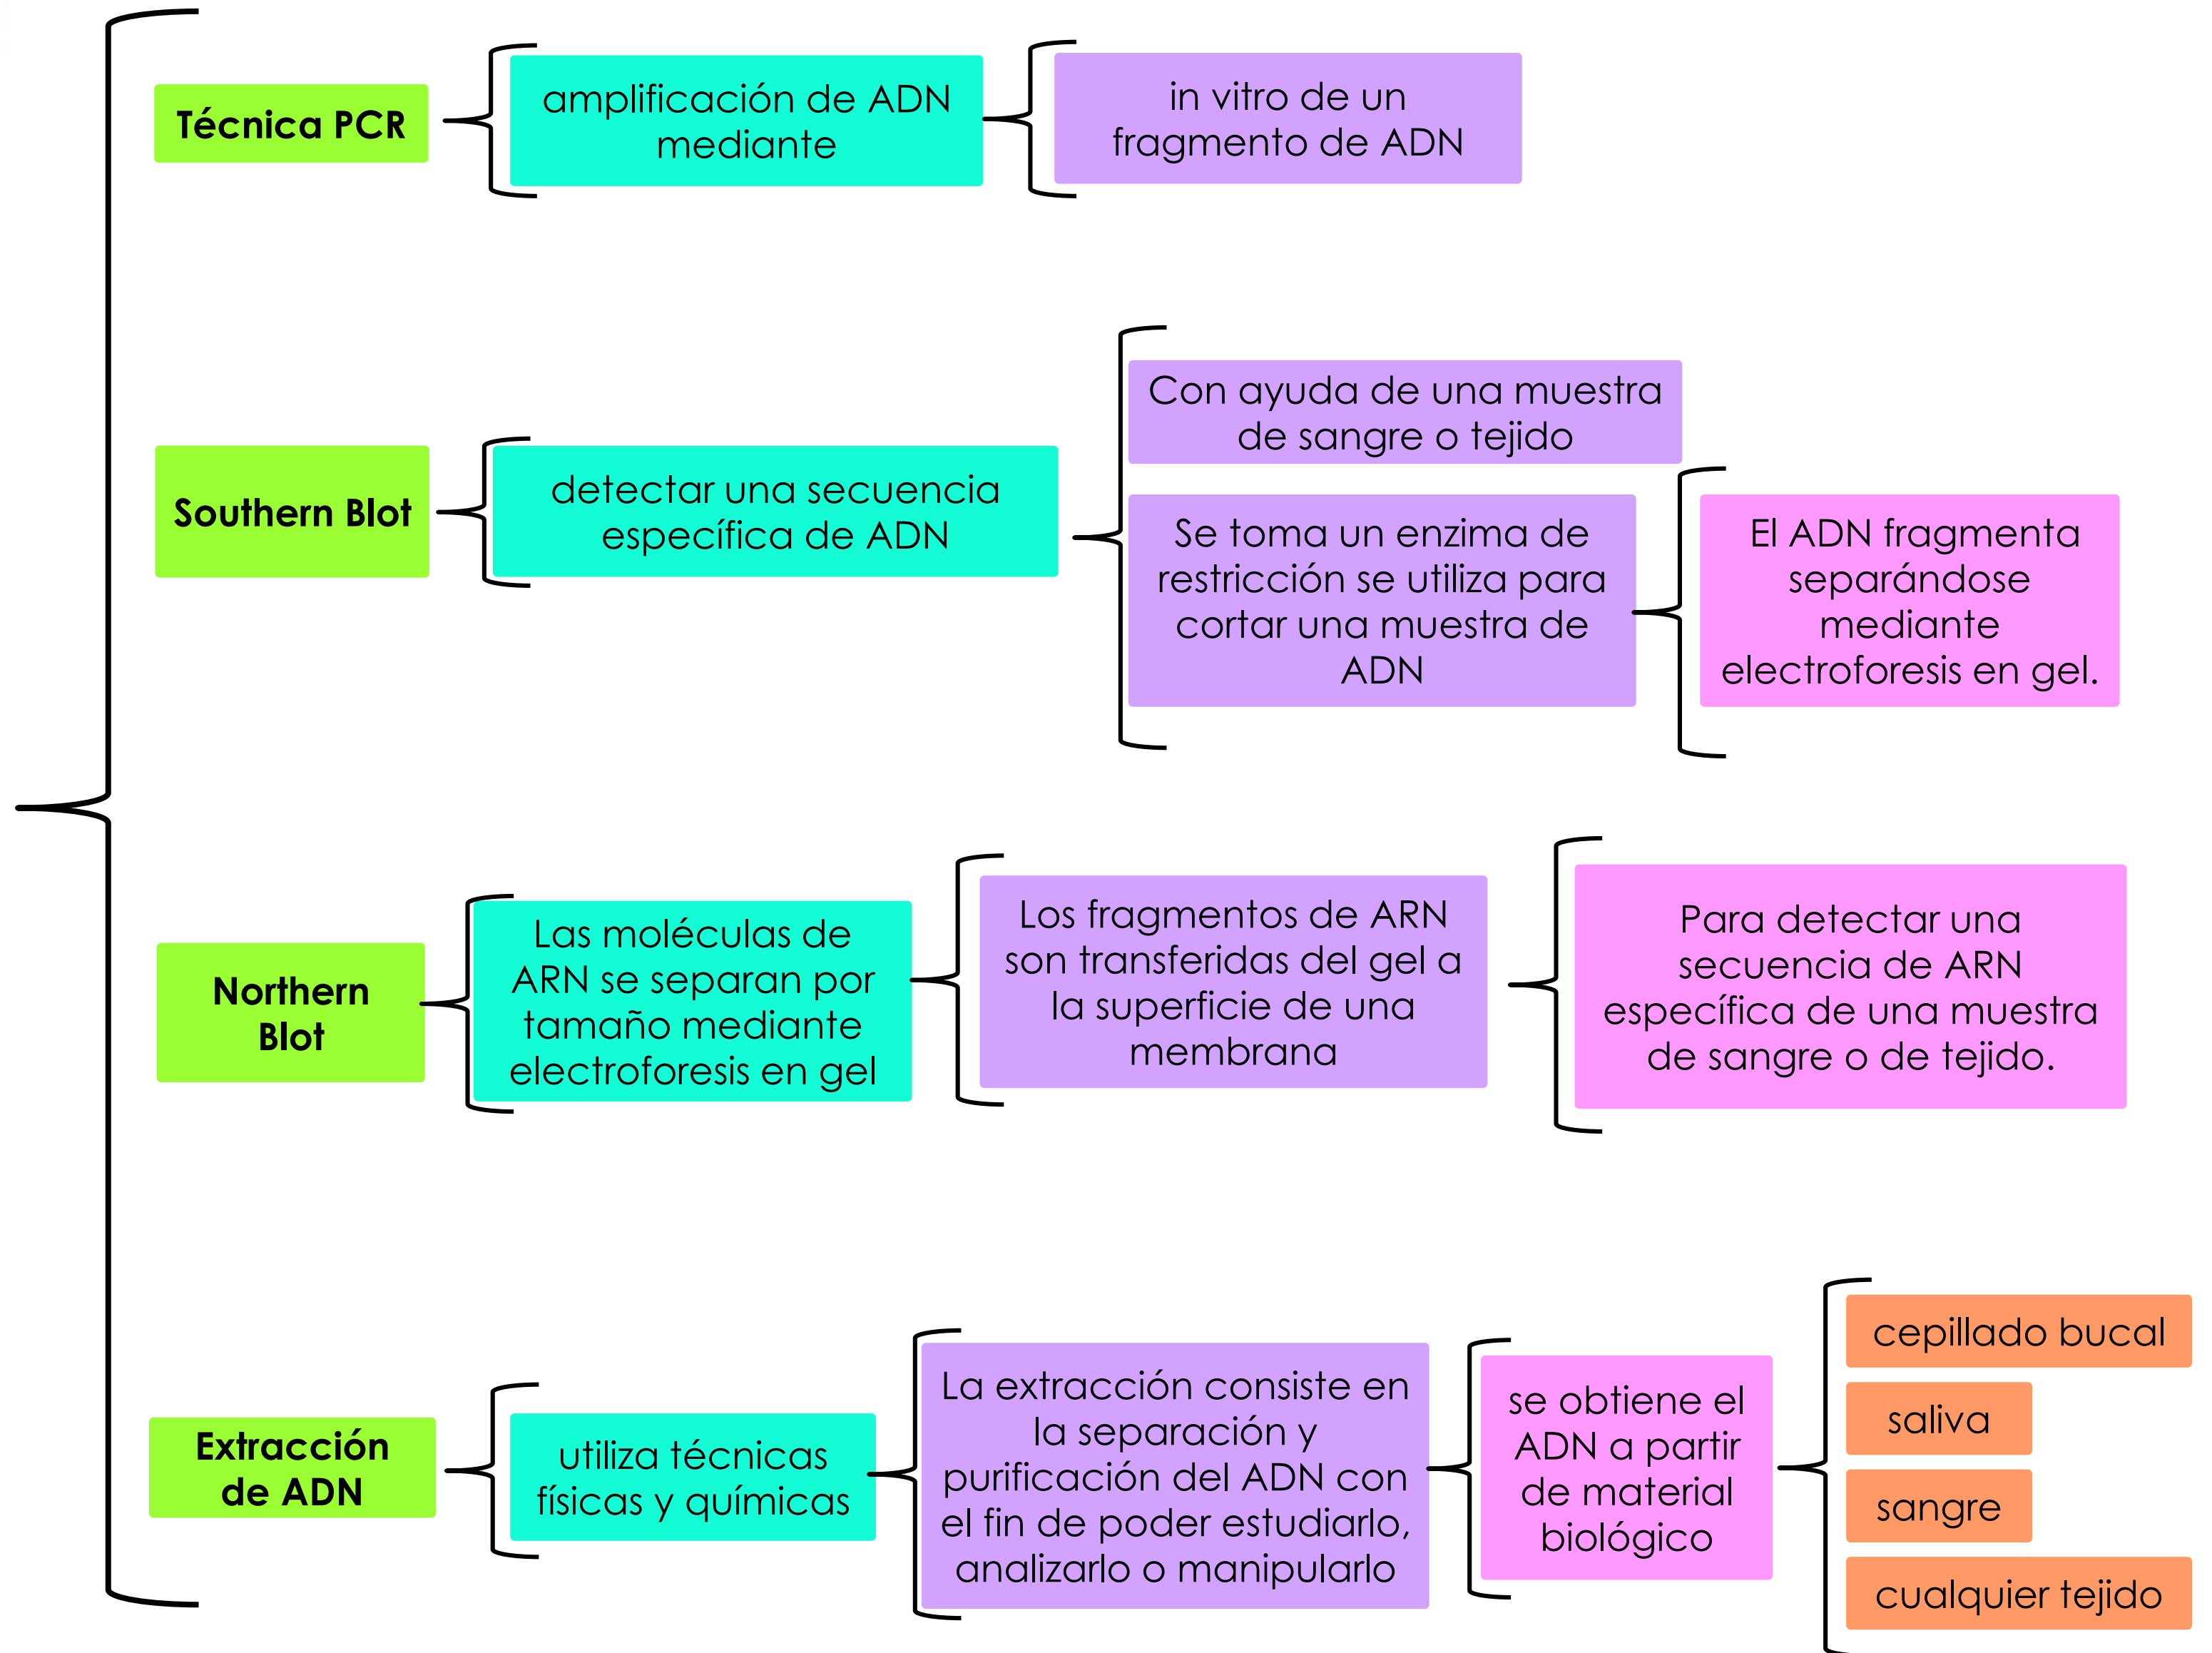 Técnica PCR
amplificación de ADN
mediante
in vitro de un
fragmento de ADN
Southern Blot
detectar una secuencia
específica de ADN
Con ayuda de una muestra
de sangre o tejido
Se toma un enzima de
restricción se utiliza para
cortar una muestra de
ADN
El ADN fragmenta
separándose
mediante
electroforesis en gel.
Northern
Blot
Las moléculas de
ARN se separan por
tamaño mediante
electroforesis en gel
Los fragmentos de ARN
son transferidas del gel a
la superficie de una
membrana
Para detectar una
secuencia de ARN
específica de una muestra
de sangre o de tejido.
Extracción
de ADN
utiliza técnicas
físicas y químicas
La extracción consiste en
la separación y
purificación del ADN con
el fin de poder estudiarlo,
analizarlo o manipularlo
se obtiene el
ADN a partir
de material
biológico
cepillado bucal
saliva
sangre
cualquier tejido